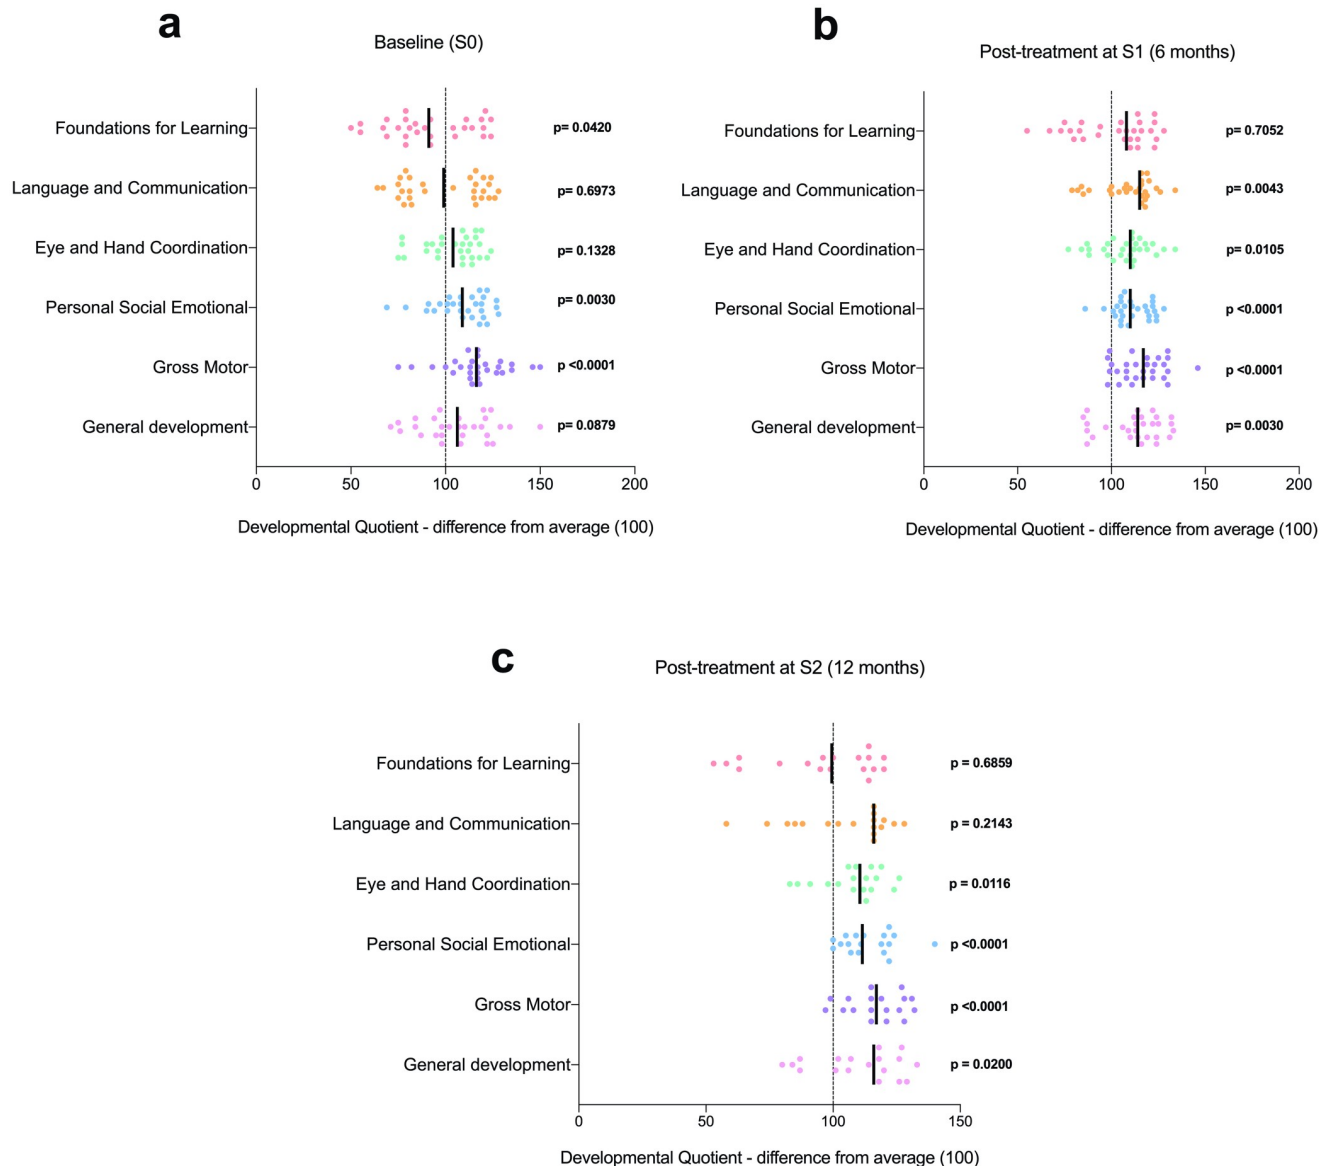 a
Baseline (S0)
Foundations for Learning
p= 0.0420
Language and Communication
p= 0.6973
Eye and Hand Coordination
p= 0.1328
Personal Social Emotional
p= 0.0030
Gross Motor
p <0.0001
General development
p= 0.0879
0 50 100 150 200
Developmental Quotient - difference from average (100)
b
Post-treatment at S1 (6 months)
Foundations for Learning
p= 0.7052
Language and Communication
p= 0.0043
Eye and Hand Coordination
p= 0.0105
Personal Social Emotional
p <0.0001
Gross Motor
p <0.0001
General development
p= 0.0030
0 50 100 150 200
Developmental Quotient - difference from average (100)
c
Post-treatment at S2 (12 months)
Foundations for Learning
p = 0.6859
Language and Communication
p = 0.2143
Eye and Hand Coordination
p = 0.0116
Personal Social Emotional
p <0.0001
Gross Motor
p <0.0001
General development
p = 0.0200
0 50 100 150
Developmental Quotient - difference from average (100)